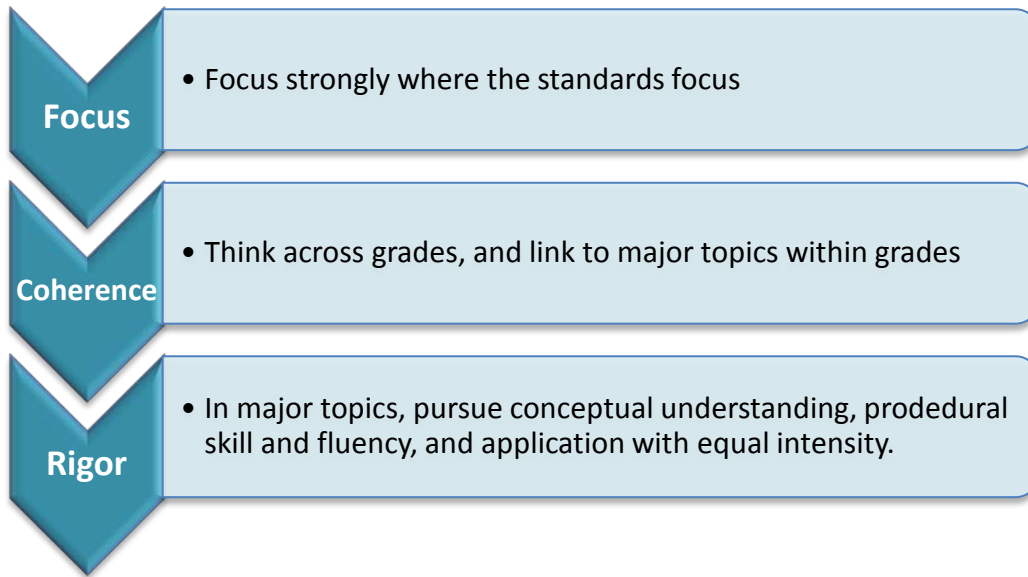 Focus
• Focus strongly where the standards focus
Coherence
• Think across grades, and link to major topics within grades
Rigor
• In major topics, pursue conceptual understanding, prodedural
skill and fluency, and application with equal intensity.